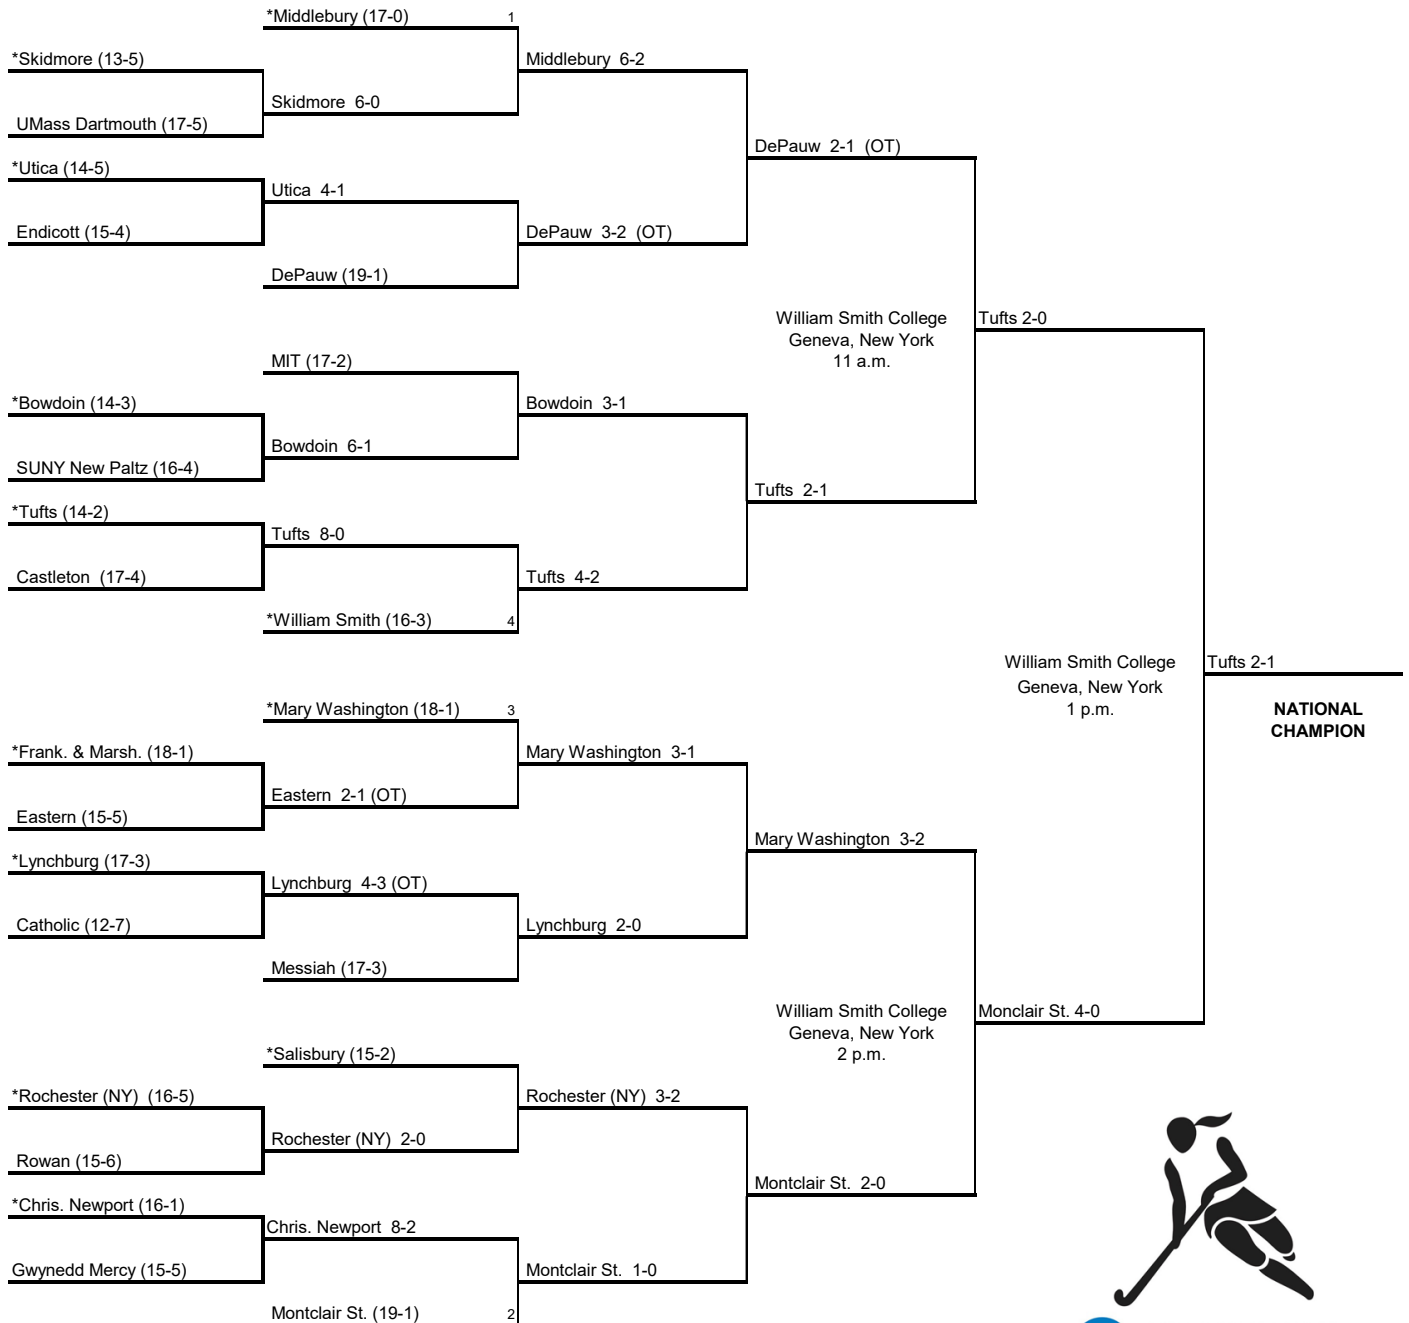 *Middlebury (17-0) 1
*Skidmore (13-5)
Middlebury 6-2
Skidmore 6-0
UMass Dartmouth (17-5)
DePauw 2-1 (OT)
*Utica (14-5)
Utica 4-1
Endicott (15-4)
DePauw 3-2 (OT)
DePauw (19-1)
William Smith College
Geneva, New York
11 a.m.
Tufts 2-0
MIT (17-2)
*Bowdoin (14-3)
Bowdoin 3-1
Bowdoin 6-1
SUNY New Paltz (16-4)
Tufts 2-1
*Tufts (14-2)
Tufts 8-0
Castleton (17-4)
Tufts 4-2
*William Smith (16-3) 4
William Smith College
Geneva, New York
1 p.m.
Tufts 2-1
NATIONAL
CHAMPION
*Mary Washington (18-1) 3
*Frank. & Marsh. (18-1)
Mary Washington 3-1
Eastern 2-1 (OT)
Eastern (15-5)
Mary Washington 3-2
*Lynchburg (17-3)
Lynchburg 4-3 (OT)
Catholic (12-7)
Lynchburg 2-0
Messiah (17-3)
William Smith College
Geneva, New York
2 p.m.
Monclair St. 4-0
*Salisbury (15-2)
*Rochester (NY) (16-5)
Rochester (NY) 3-2
Rochester (NY) 2-0
Rowan (15-6)
Montclair St. 2-0
*Chris. Newport (16-1)
Chris. Newport 8-2
Gwynedd Mercy (15-5)
Montclair St. 1-0
Montclair St. (19-1) 2